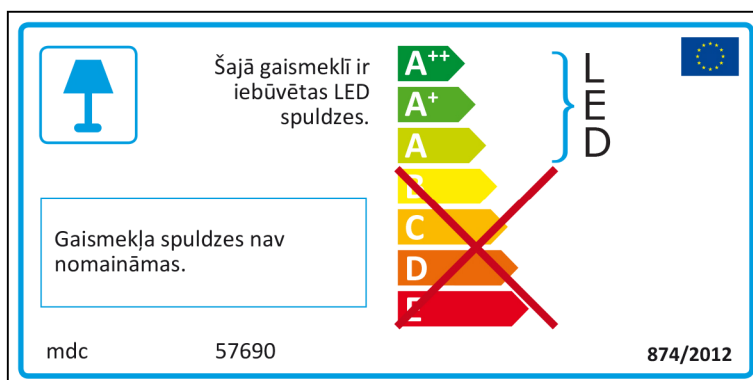 Šajā gaismeklī ir
iebūvētas LED
spuldzes.
A++
A+
A
B
C
D
E
L
E
D
Gaismekļa spuldzes nav
nomaināmas.
mdc 57690
874/2012